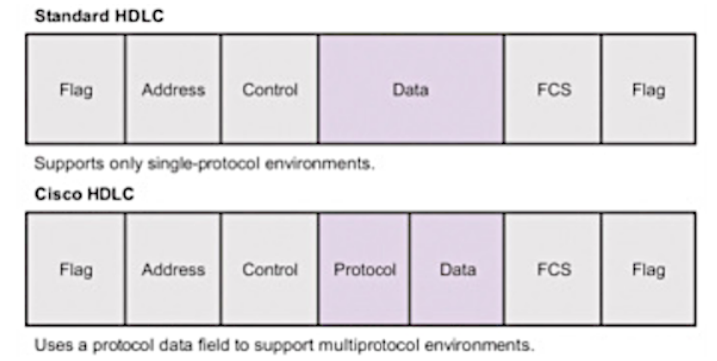 Standard HDLC
Flag Address Control Data FCS Flag
Supports only single-protocol environments.
Cisco HDLC
Flag Address Control Protocol Data FCS Flag
Uses a protocol data field to support multiprotocol environments.